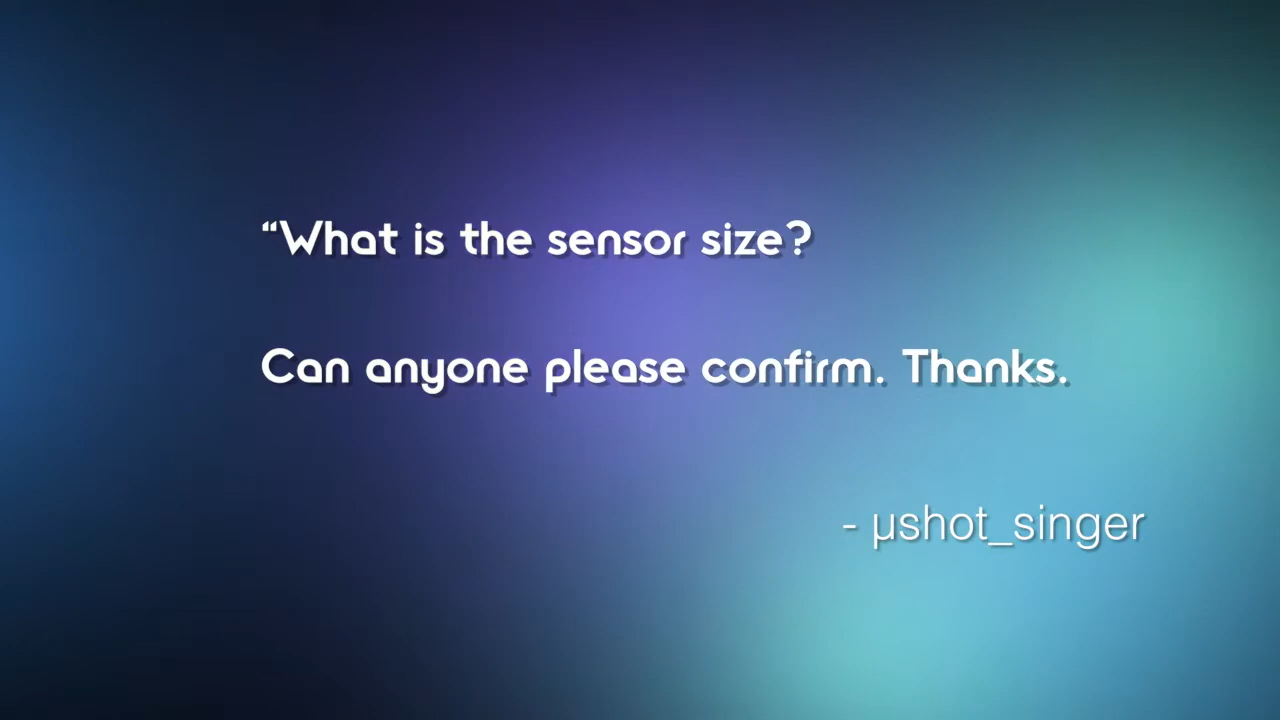 “What is the sensor size?
Can anyone please confirm. Thanks.
- µshot_singer